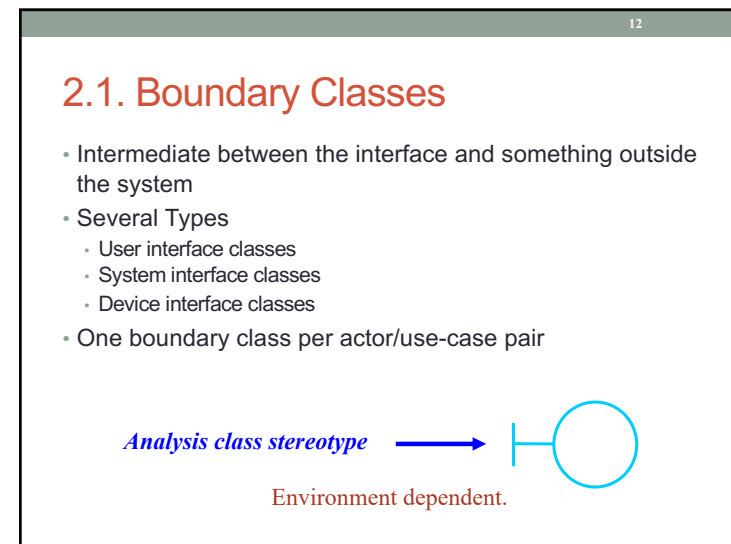 12
2.1. Boundary Classes
• Intermediate between the interface and something outside
the system
• Several Types
• User interface classes
• System interface classes
• Device interface classes
• One boundary class per actor/use-case pair
Analysis class stereotype
Environment dependent.